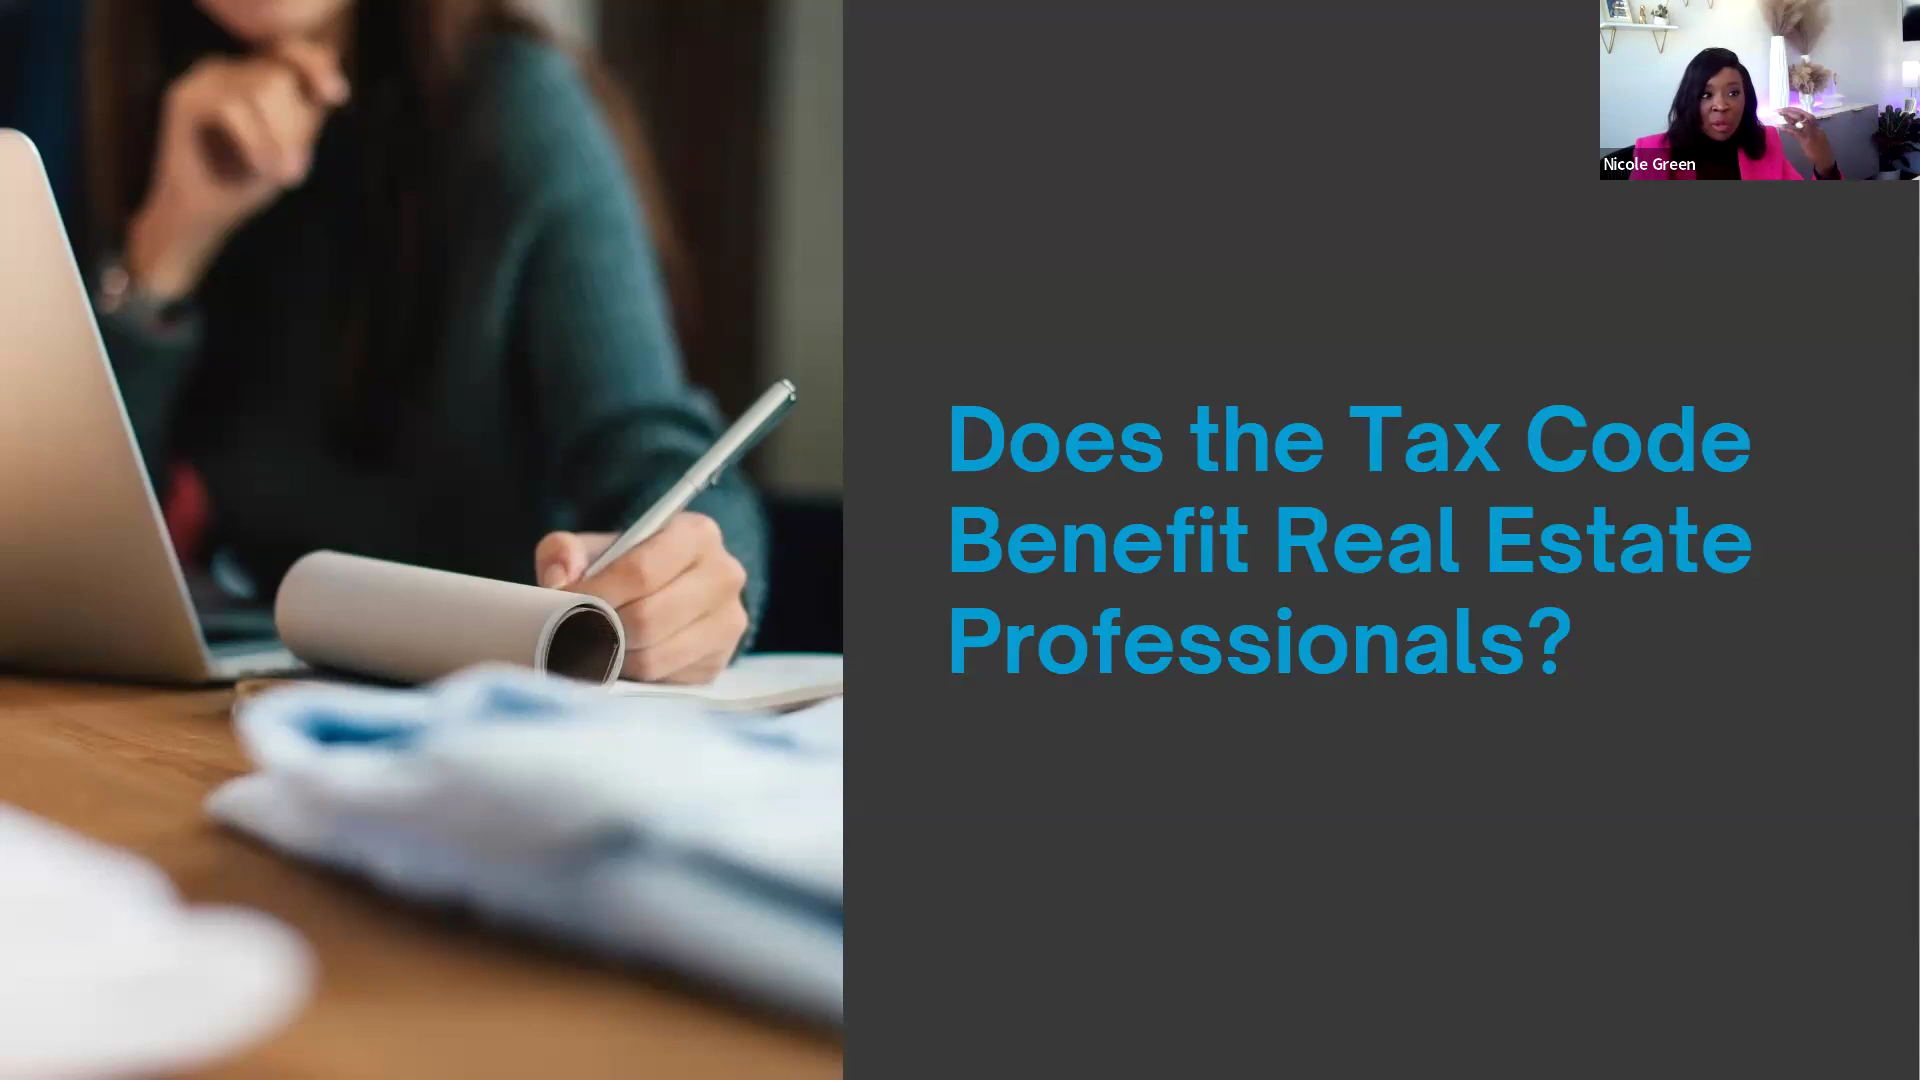 Nicole Green
Does the Tax Code
Benefit Real Estate
Professionals?